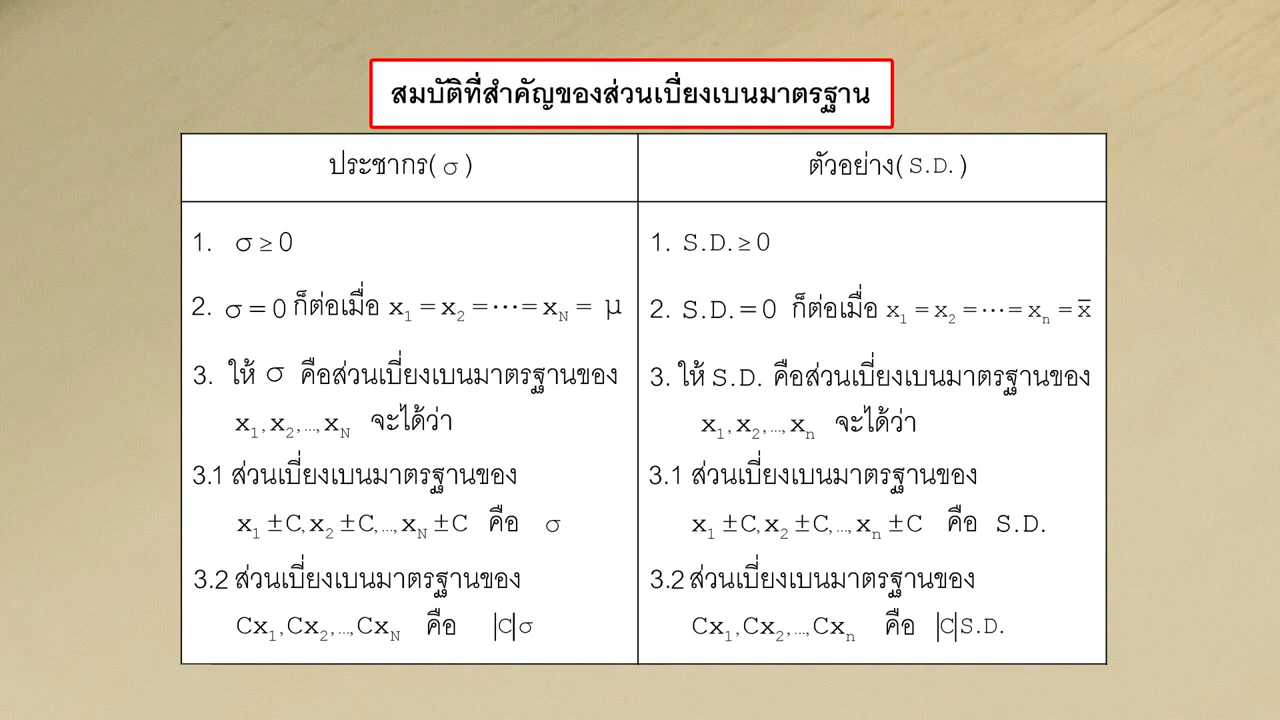 สมบัติที่สำคัญของส่วนเบี่ยงเบนมาตรฐาน
ประชากร( σ )
1. σ ≥ 0
2. σ = 0 ก็ต่อเมื่อ x₁ = x₂ = ⋯ = x_N = μ
3. ให้ σ คือส่วนเบี่ยงเบนมาตรฐานของ
x₁, x₂, ..., x_N จะได้ว่า
3.1 ส่วนเบี่ยงเบนมาตรฐานของ
x₁ ± C, x₂ ± C, ..., x_N ± C คือ σ
3.2 ส่วนเบี่ยงเบนมาตรฐานของ
Cx₁, Cx₂, ..., Cx_N คือ |C|σ
ตัวอย่าง( S.D. )
1. S.D. ≥ 0
2. S.D. = 0 ก็ต่อเมื่อ x₁ = x₂ = ⋯ = xₙ = x̄
3. ให้ S.D. คือส่วนเบี่ยงเบนมาตรฐานของ
x₁, x₂, ..., xₙ จะได้ว่า
3.1 ส่วนเบี่ยงเบนมาตรฐานของ
x₁ ± C, x₂ ± C, ..., xₙ ± C คือ S.D.
3.2 ส่วนเบี่ยงเบนมาตรฐานของ
Cx₁, Cx₂, ..., Cxₙ คือ |C|S.D.